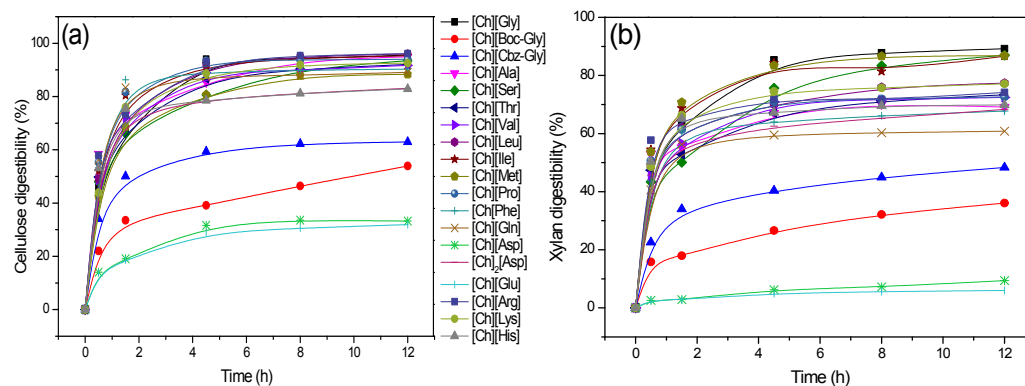 (a)
100
80
60
40
20
0
Cellulose digestibility (%)
0 2 4 6 8 10 12
Time (h)
[Ch][Gly]
[Ch][Boc-Gly]
[Ch][Cbz-Gly]
[Ch][Ala]
[Ch][Ser]
[Ch][Thr]
[Ch][Val]
[Ch][Leu]
[Ch][Ile]
[Ch][Met]
[Ch][Pro]
[Ch][Phe]
[Ch][Gln]
[Ch][Asp]
[Ch]₂[Asp]
[Ch][Glu]
[Ch][Arg]
[Ch][Lys]
[Ch][His]
(b)
100
80
60
40
20
0
Xylan digestibility (%)
0 2 4 6 8 10 12
Time (h)